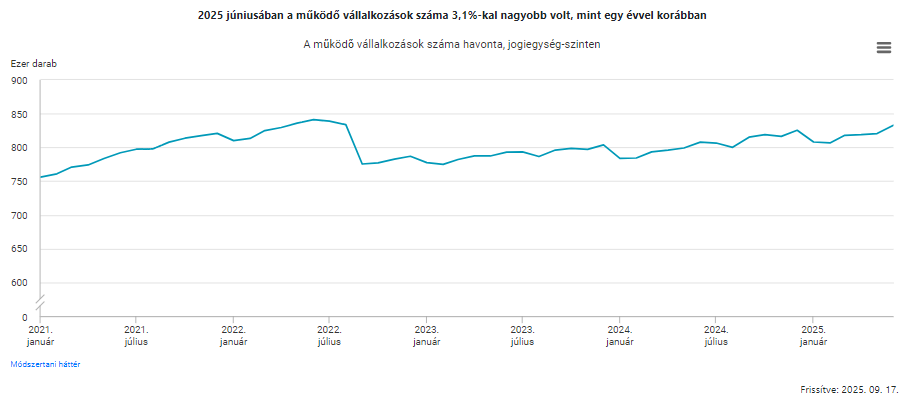 2025 júniusában a működő vállalkozások száma 3,1%-kal nagyobb volt, mint egy évvel korábban
A működő vállalkozások száma havonta, jogiegység-szinten
Ezer darab
900
850
800
750
700
650
600
0
2021. január
2021. július
2022. január
2022. július
2023. január
2023. július
2024. január
2024. július
2025. január
Módszertani háttér
Frissítve: 2025. 09. 17.